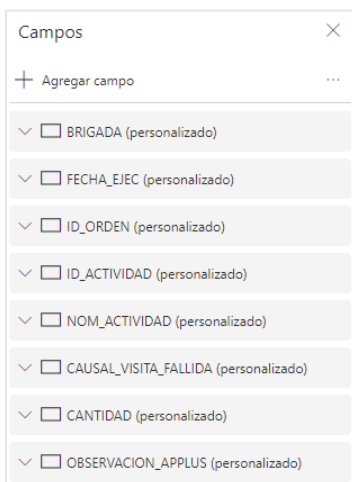 Campos
Agregar campo
BRIGADA (personalizado)
FECHA_EJEC (personalizado)
ID_ORDEN (personalizado)
ID_ACTIVIDAD (personalizado)
NOM_ACTIVIDAD (personalizado)
CAUSAL_VISITA_FALLIDA (personalizado)
CANTIDAD (personalizado)
OBSERVACION_APPLUS (personalizado)